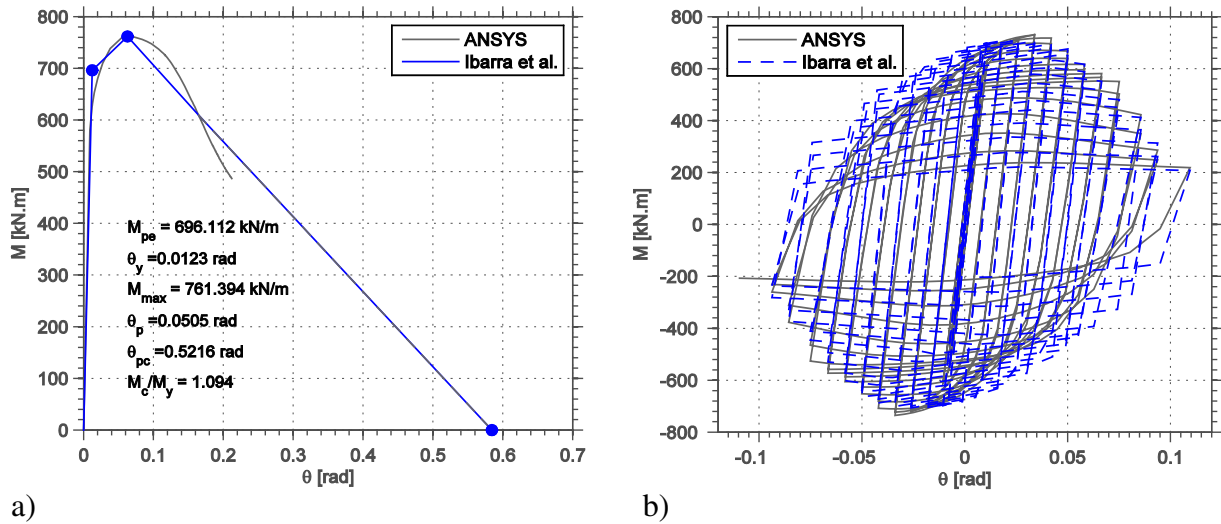 800
700
600
500
400
300
200
100
0
M [kN.m]
ANSYS
Ibarra et al.
M_pe = 696.112 kN/m
θ_y =0.0123 rad
M_max = 761.394 kN/m
θ_p =0.0505 rad
θ_pc =0.5216 rad
M_c/M_y = 1.094
0 0.1 0.2 0.3 0.4 0.5 0.6 0.7
θ [rad]
a)
800
600
400
200
0
-200
-400
-600
-800
M [kN.m]
ANSYS
Ibarra et al.
-0.1 -0.05 0 0.05 0.1
θ [rad]
b)